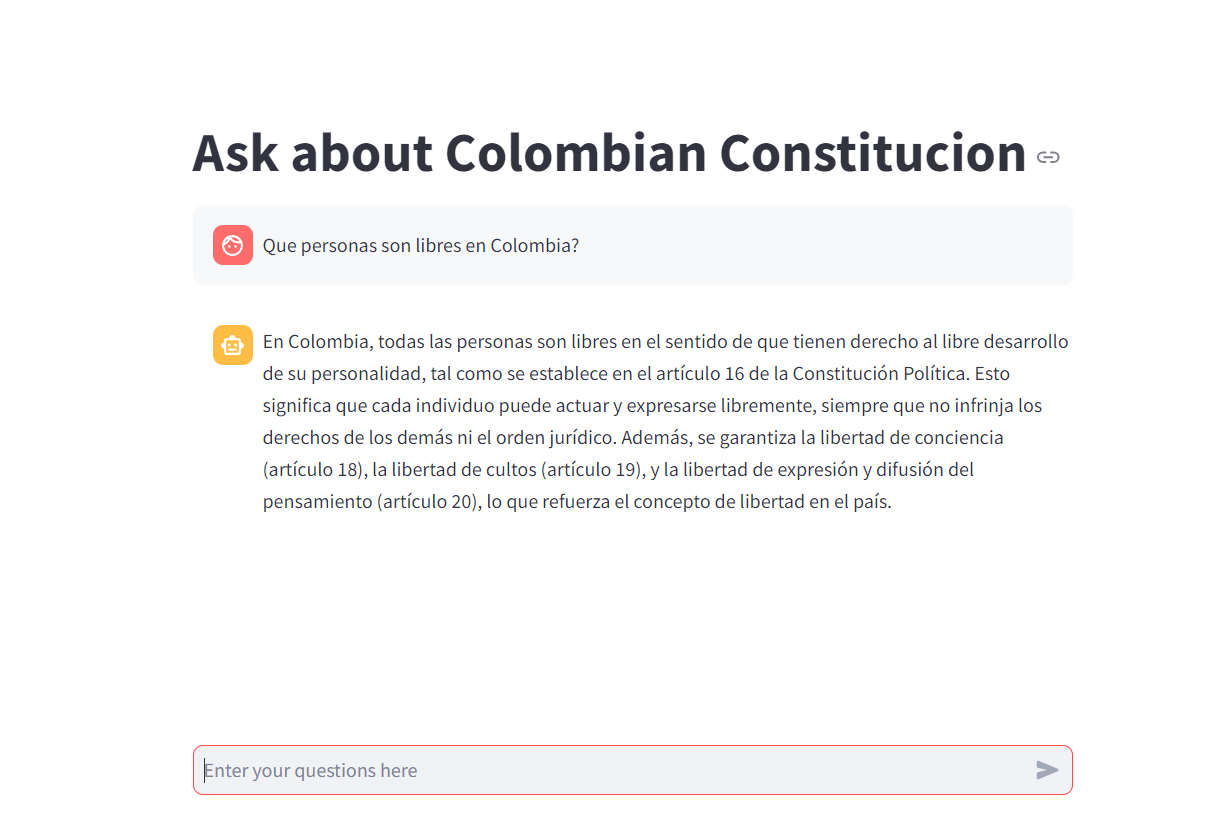 Ask about Colombian Constitucion
Que personas son libres en Colombia?
En Colombia, todas las personas son libres en el sentido de que tienen derecho al libre desarrollo
de su personalidad, tal como se establece en el artículo 16 de la Constitución Política. Esto
significa que cada individuo puede actuar y expresarse libremente, siempre que no infrinja los
derechos de los demás ni el orden jurídico. Además, se garantiza la libertad de conciencia
(artículo 18), la libertad de cultos (artículo 19), y la libertad de expresión y difusión del
pensamiento (artículo 20), lo que refuerza el concepto de libertad en el país.
Enter your questions here